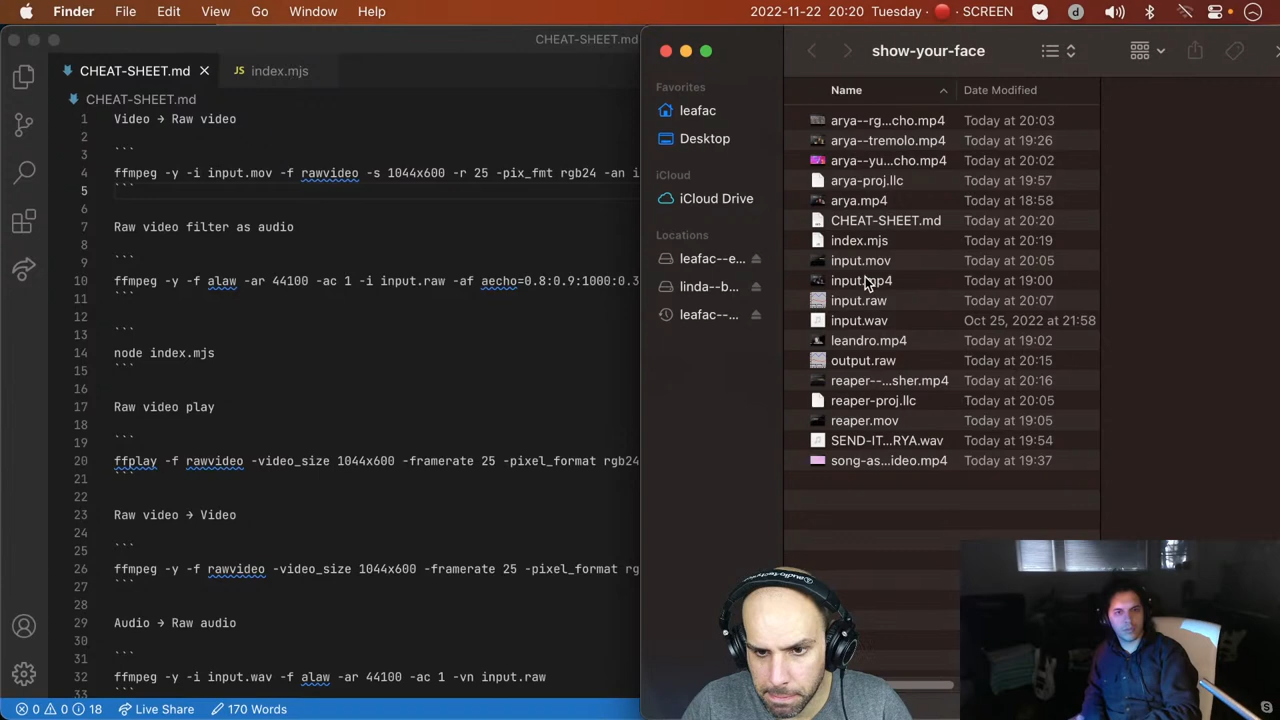 Finder File Edit View Go Window Help 2022-11-22 20:20 Tuesday SCREEN
CHEAT-SHEET.md
CHEAT-SHEET.md index.mjs
CHEAT-SHEET.md
1 Video → Raw video
2
3 ```
4 ffmpeg -y -i input.mov -f rawvideo -s 1044x600 -r 25 -pix_fmt rgb24 -an i
5 ```
6
7 Raw video filter as audio
8
9 ```
10 ffmpeg -y -f alaw -ar 44100 -ac 1 -i input.raw -af aecho=0.8:0.9:1000:0.3
11 ```
12
13 ```
14 node index.mjs
15 ```
16
17 Raw video play
18
19 ```
20 ffplay -f rawvideo -video_size 1044x600 -framerate 25 -pixel_format rgb24
21 ```
22
23 Raw video → Video
24
25 ```
26 ffmpeg -y -f rawvideo -video_size 1044x600 -framerate 25 -pixel_format rg
27 ```
28
29 Audio → Raw audio
30
31 ```
32 ffmpeg -y -i input.wav -f alaw -ar 44100 -ac 1 -vn input.raw
33 ```
0 0 18 Live Share 170 Words
show-your-face
Favorites
leafac
Desktop
iCloud
iCloud Drive
Locations
leafac--e...
linda--b...
leafac--...
Name Date Modified
arya--rg...cho.mp4 Today at 20:03
arya--tremolo.mp4 Today at 19:26
arya--yu...cho.mp4 Today at 20:02
arya-proj.llc Today at 19:57
arya.mp4 Today at 18:58
CHEAT-SHEET.md Today at 20:20
index.mjs Today at 20:19
input.mov Today at 20:05
input.mp4 Today at 19:00
input.raw Today at 20:07
input.wav Oct 25, 2022 at 21:58
leandro.mp4 Today at 19:02
output.raw Today at 20:15
reaper--...sher.mp4 Today at 20:16
reaper-proj.llc Today at 20:05
reaper.mov Today at 19:05
SEND-IT...RYA.wav Today at 19:54
song-as...ideo.mp4 Today at 19:37